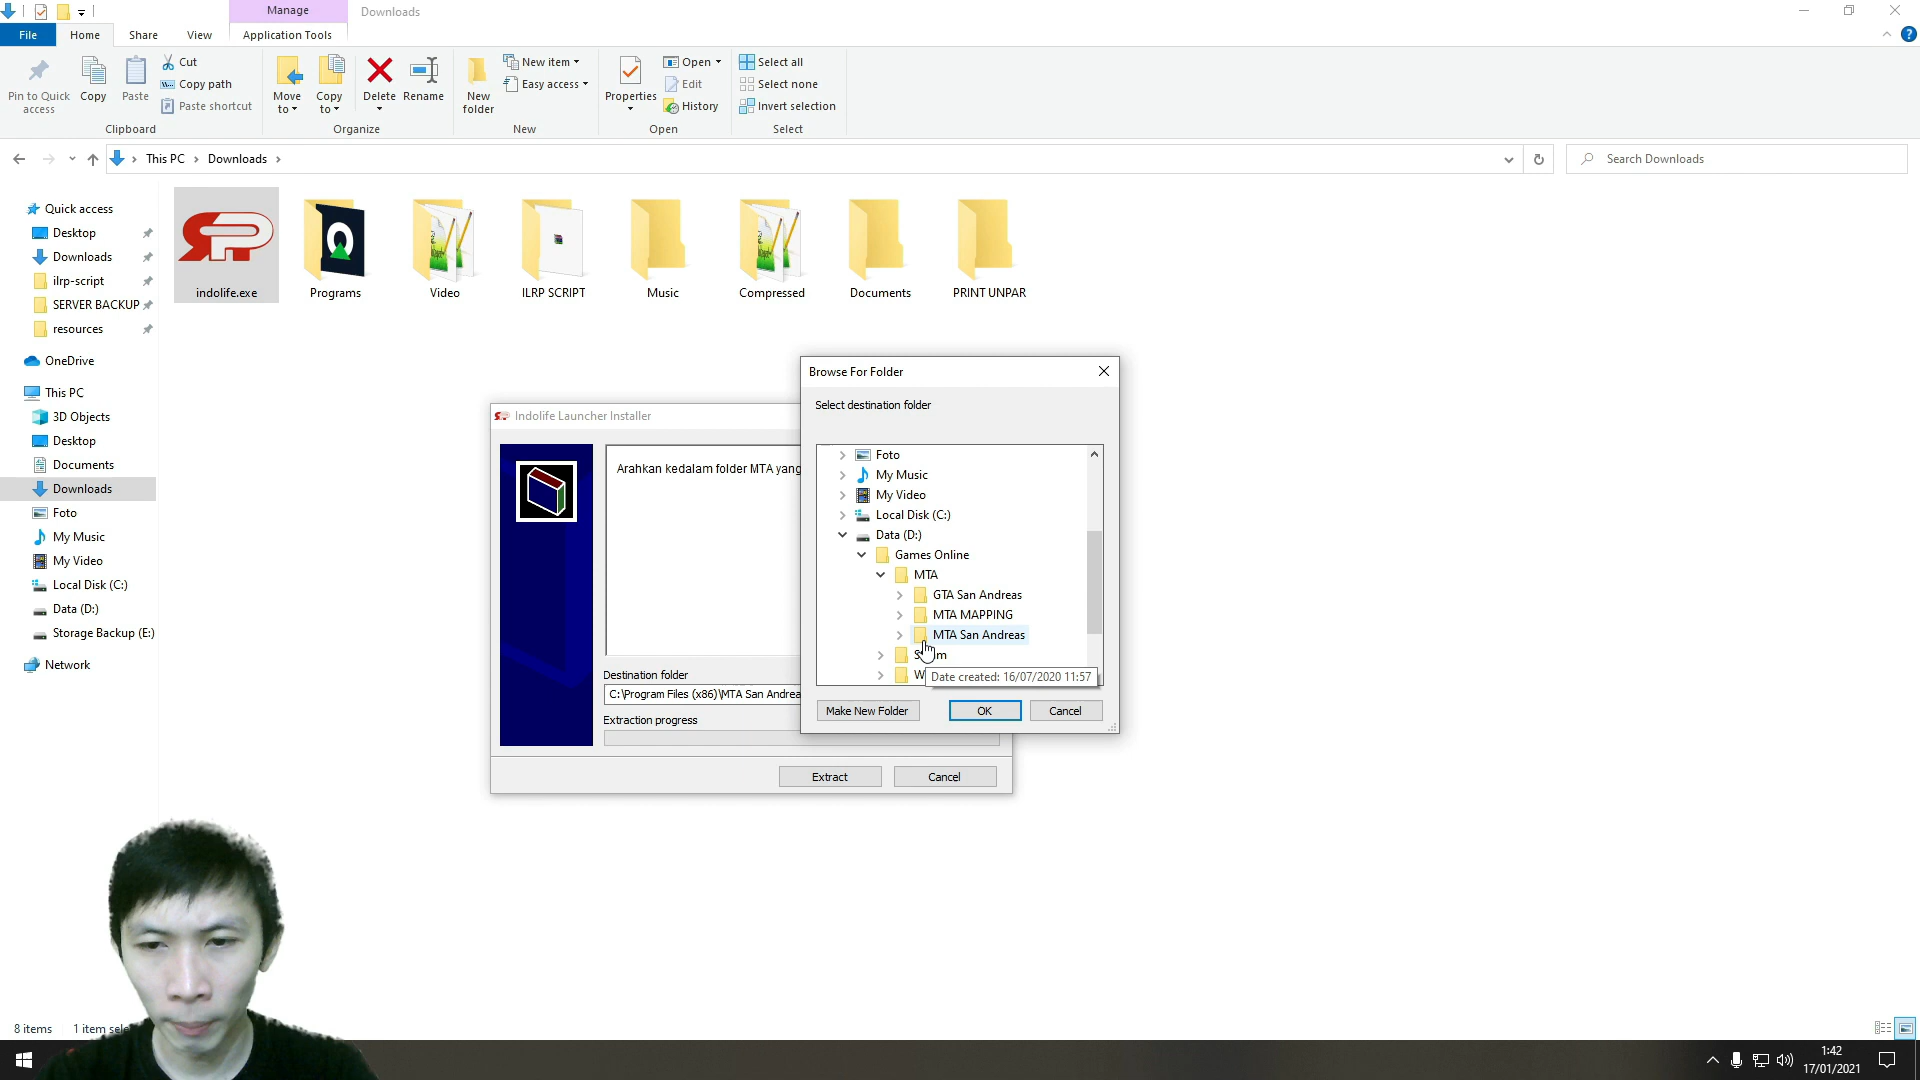 Manage
Downloads
File
Home
Share
View
Application Tools
Pin to Quick
access
Copy
Paste
Cut
Copy path
Paste shortcut
Clipboard
Move
to
Copy
to
Delete
Rename
Organize
New
folder
New item
Easy access
New
Properties
Open
Edit
History
Open
Select all
Select none
Invert selection
Select
This PC
Downloads
Search Downloads
Quick access
Desktop
Downloads
ilrp-script
SERVER BACKUP
resources
OneDrive
This PC
3D Objects
Desktop
Documents
Downloads
Foto
My Music
My Video
Local Disk (C:)
Data (D:)
Storage Backup (E:)
Network
indolife.exe
Programs
Video
ILRP SCRIPT
Music
Compressed
Documents
PRINT UNPAR
Indolife Launcher Installer
Arahkan kedalam folder MTA yang
Destination folder
C:\Program Files (x86)\MTA San Andrea
Extraction progress
Extract
Cancel
Browse For Folder
Select destination folder
Foto
My Music
My Video
Local Disk (C:)
Data (D:)
Games Online
MTA
GTA San Andreas
MTA MAPPING
MTA San Andreas
Date created: 16/07/2020 11:57
Make New Folder
OK
Cancel
8 items
1 item sele
1:42
17/01/2021